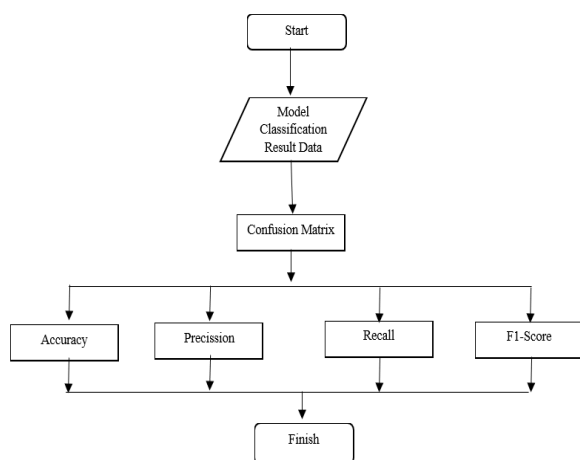 Start
Model
Classification
Result Data
Confusion Matrix
Accuracy
Precission
Recall
F1-Score
Finish